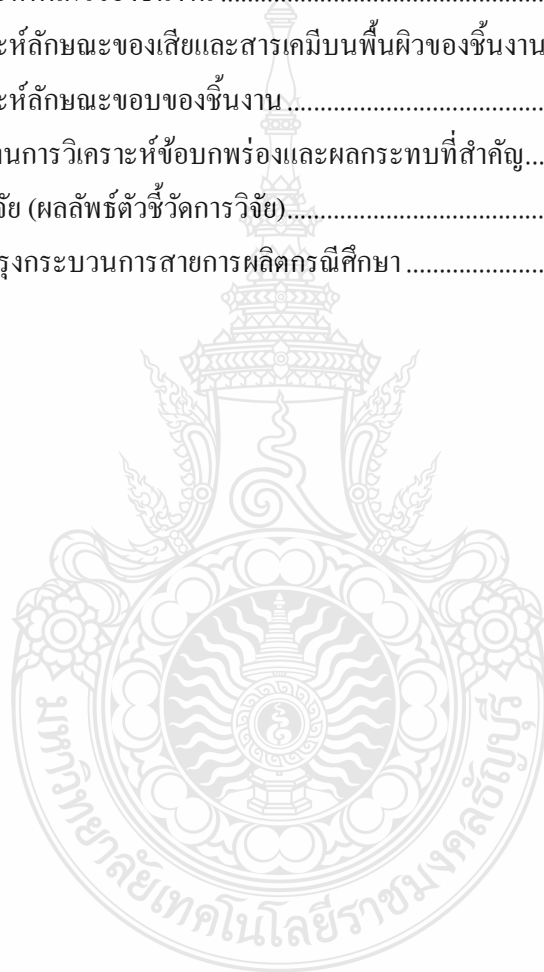 ะห์ลักษณะของเสียและสารเคมีบนพื้นผิวของชิ้นงาน
ะห์ลักษณะขอบของชิ้นงาน ........................................
านการวิเคราะห์ข้อบกพร่องและผลกระทบที่สำคัญ...
จัย (ผลลัพธ์ตัวชี้วัดการวิจัย)........................................
รุงกระบวนการสายการผลิตกรณีศึกษา .....................
มหาวิทยาลัยเทคโนโลยีราชมงคลธัญบุรี